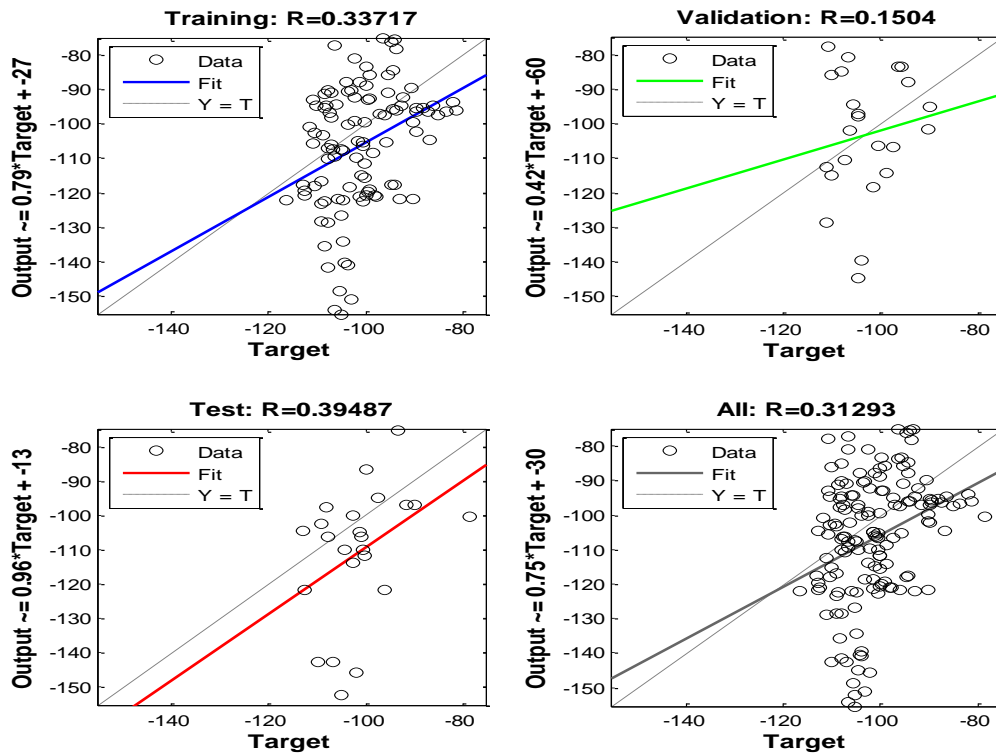 Training: R=0.33717
Output ~= 0.79*Target + -27
-80
-90
-100
-110
-120
-130
-140
-150
Data
Fit
Y = T
-140
-120
-100
-80
Target
Validation: R=0.1504
Output ~= 0.42*Target + -60
-80
-90
-100
-110
-120
-130
-140
-150
Data
Fit
Y = T
-140
-120
-100
-80
Target
Test: R=0.39487
Output ~= 0.96*Target + -13
-80
-90
-100
-110
-120
-130
-140
-150
Data
Fit
Y = T
-140
-120
-100
-80
Target
All: R=0.31293
Output ~= 0.75*Target + -30
-80
-90
-100
-110
-120
-130
-140
-150
Data
Fit
Y = T
-140
-120
-100
-80
Target